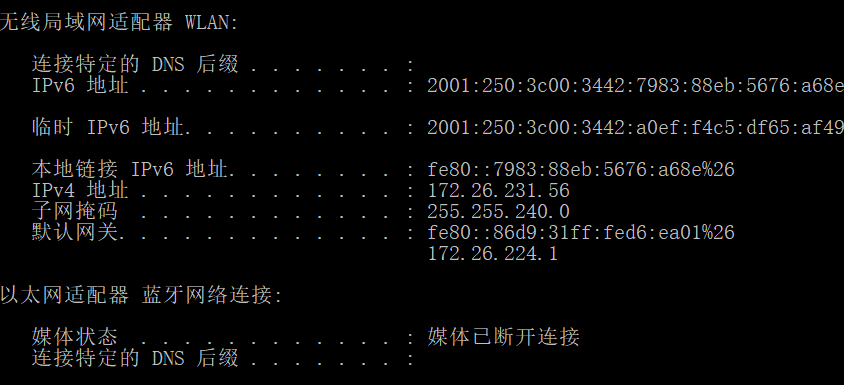 无线局域网适配器 WLAN:
连接特定的 DNS 后缀 . . . . . . . :
IPv6 地址 . . . . . . . . . . . . : 2001:250:3c00:3442:7983:88eb:5676:a68e
临时 IPv6 地址. . . . . . . . . . : 2001:250:3c00:3442:a0ef:f4c5:df65:af49
本地链接 IPv6 地址. . . . . . . . : fe80::7983:88eb:5676:a68e%26
IPv4 地址 . . . . . . . . . . . . : 172.26.231.56
子网掩码 . . . . . . . . . . . . : 255.255.240.0
默认网关. . . . . . . . . . . . . : fe80::86d9:31ff:fed6:ea01%26
172.26.224.1
以太网适配器 蓝牙网络连接:
媒体状态 . . . . . . . . . . . . : 媒体已断开连接
连接特定的 DNS 后缀 . . . . . . . :